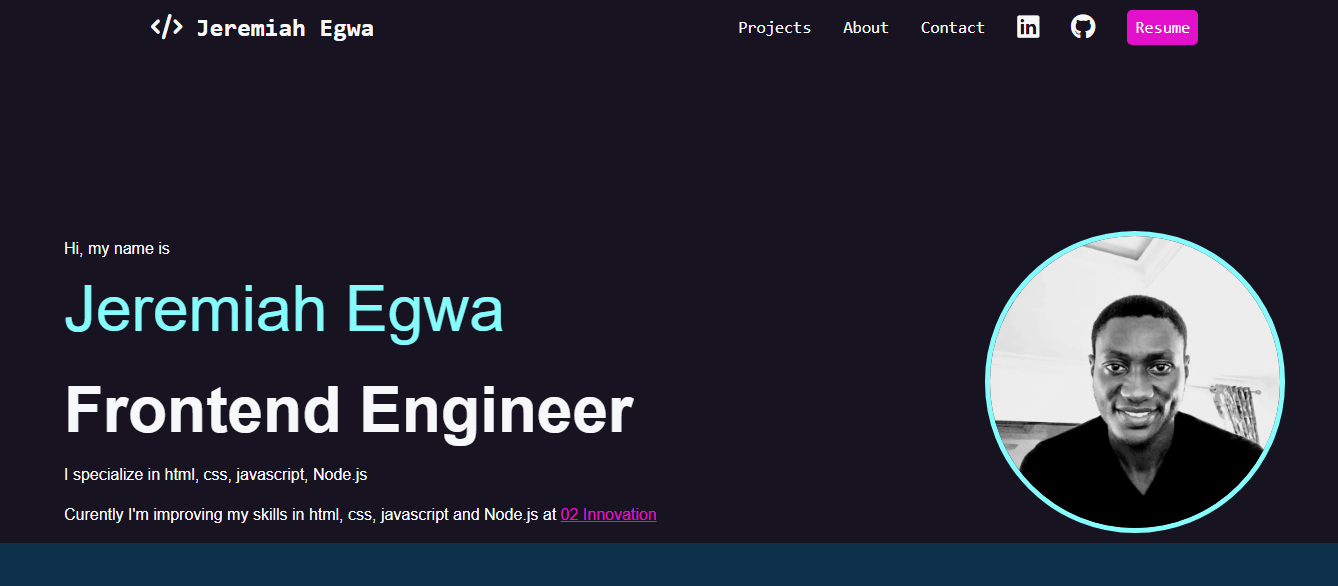 </> Jeremiah Egwa
Projects About Contact in Resume
Hi, my name is
Jeremiah Egwa
Frontend Engineer
I specialize in html, css, javascript, Node.js
Curently I'm improving my skills in html, css, javascript and Node.js at 02 Innovation